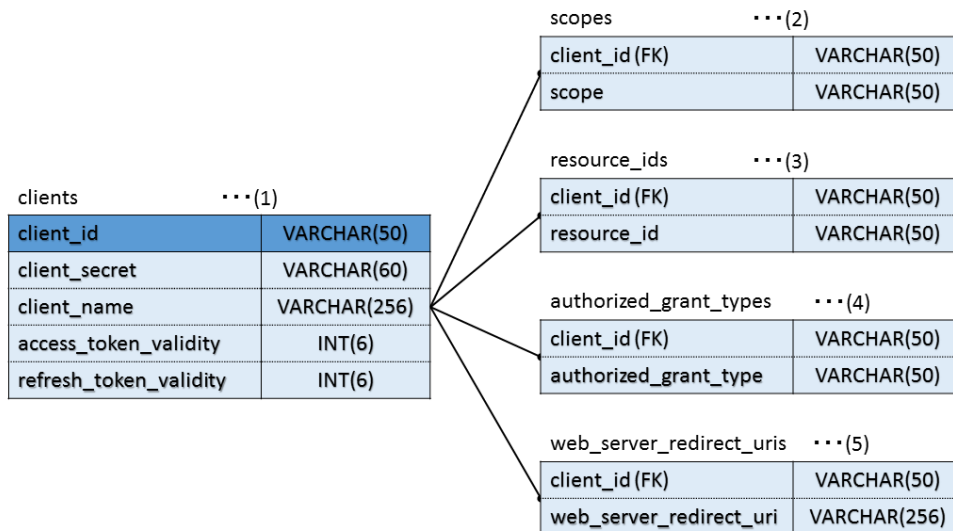 clients ···(1)
client_id VARCHAR(50)
client_secret VARCHAR(60)
client_name VARCHAR(256)
access_token_validity INT(6)
refresh_token_validity INT(6)
scopes ···(2)
client_id (FK) VARCHAR(50)
scope VARCHAR(50)
resource_ids ···(3)
client_id (FK) VARCHAR(50)
resource_id VARCHAR(50)
authorized_grant_types ···(4)
client_id (FK) VARCHAR(50)
authorized_grant_type VARCHAR(50)
web_server_redirect_uris ···(5)
client_id (FK) VARCHAR(50)
web_server_redirect_uri VARCHAR(256)